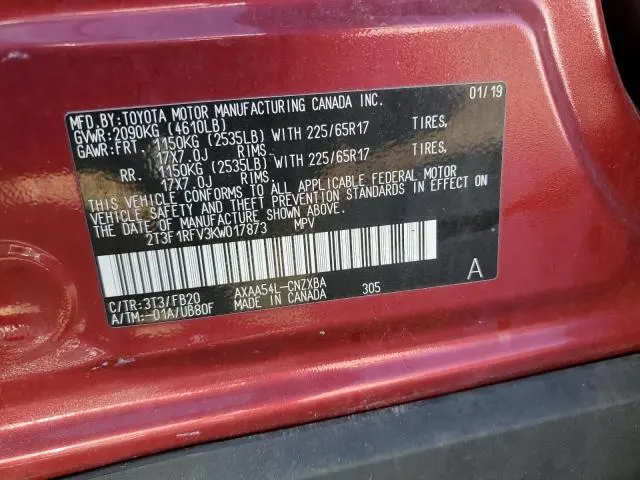 MFD.BY:TOYOTA MOTOR MANUFACTURING CANADA INC. 01/19
GVWR:2090KG (4610LB)
GAWR:FRT. 1150KG (2535LB) WITH 225/65R17 TIRES,
17X7.0J RIMS
RR. 1150KG (2535LB) WITH 225/65R17 TIRES,
17X7.0J RIMS
THIS VEHICLE CONFORMS TO ALL APPLICABLE FEDERAL MOTOR
VEHICLE SAFETY AND THEFT PREVENTION STANDARDS IN EFFECT ON
THE DATE OF MANUFACTURE SHOWN ABOVE.
2T3F1RFV3KW017873 MPV
C/TR:3T3/FB20 AXAA54L-CNZXBA A
A/TM:-01A/UB80F MADE IN CANADA 305